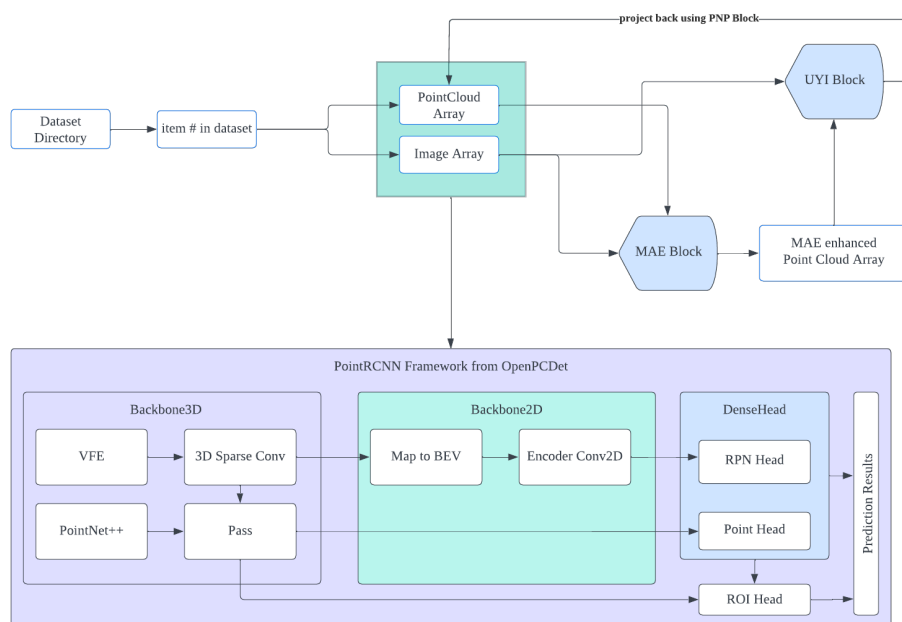 project back using PNP Block
UYI Block
PointCloud
Array
Dataset
Directory
item # in dataset
Image Array
MAE Block
MAE enhanced
Point Cloud Array
PointRCNN Framework from OpenPCDet
Backbone3D
Backbone2D
DenseHead
VFE
3D Sparse Conv
Map to BEV
Encoder Conv2D
RPN Head
PointNet++
Pass
Point Head
ROI Head
Prediction Results